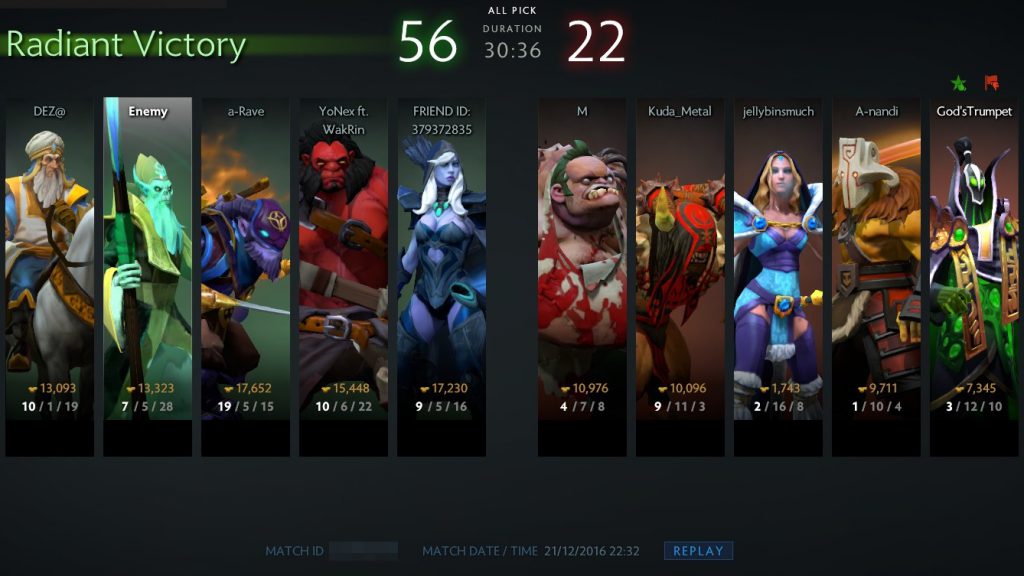 ALL PICK
Radiant Victory 56 DURATION 22
30:36
DEZ@ Enemy a-Rave YoNex ft. FRIEND ID: M Kuda_Metal jellybinsmuch A-nandi God'sTrumpet
WakRin 379372835
13,093 13,323 17,652 15,448 17,230 10,976 10,096 1,743 9,711 7,345
10 / 1 / 19 7 / 5 / 28 19 / 5 / 15 10 / 6 / 22 9 / 5 / 16 4 / 7 / 8 9 / 11 / 3 2 / 16 / 8 1 / 10 / 4 3 / 12 / 10
MATCH ID MATCH DATE / TIME 21/12/2016 22:32 REPLAY